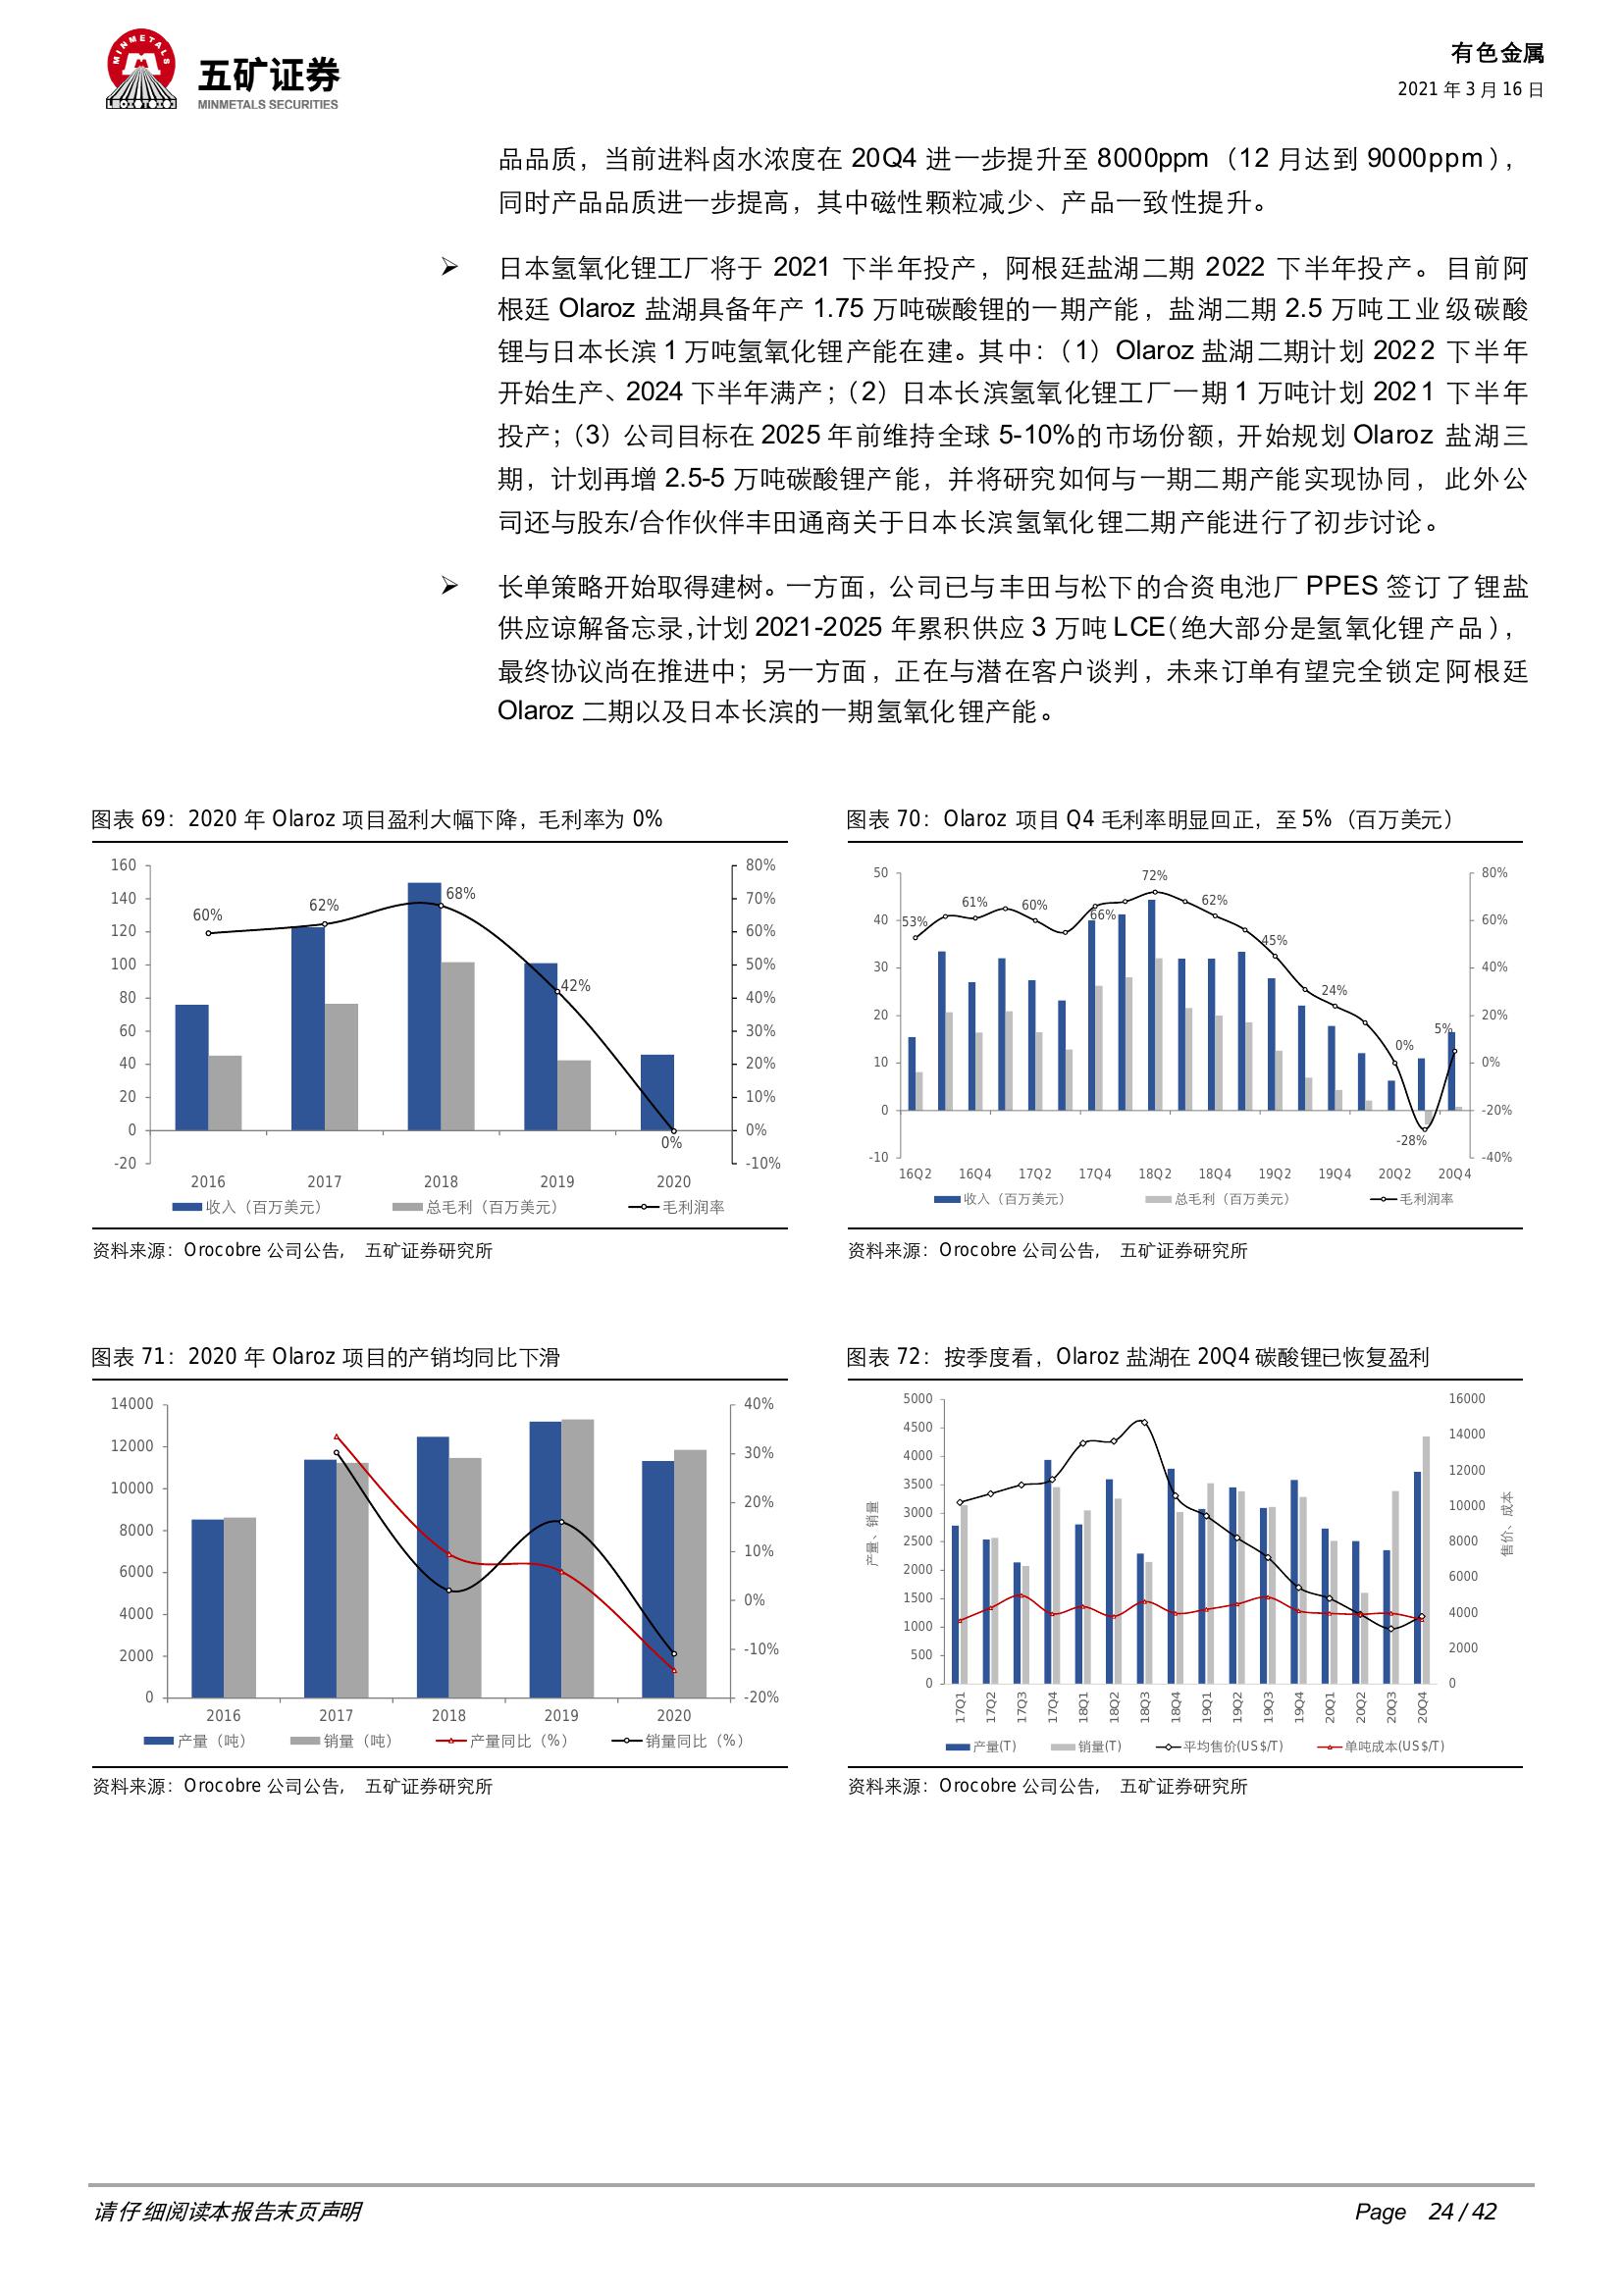 MINMETALS
五矿证券
MINMETALS SECURITIES
有色金属
2021 年 3 月 16 日
品品质，当前进料卤水浓度在 20Q4 进一步提升至 8000ppm（12 月达到 9000ppm），
同时产品品质进一步提高，其中磁性颗粒减少、产品一致性提升。
➢ 日本氢氧化锂工厂将于 2021 下半年投产，阿根廷盐湖二期 2022 下半年投产。目前阿
根廷 Olaroz 盐湖具备年产 1.75 万吨碳酸锂的一期产能，盐湖二期 2.5 万吨工业级碳酸
锂与日本长滨 1 万吨氢氧化锂产能在建。其中：（1）Olaroz 盐湖二期计划 2022 下半年
开始生产、2024 下半年满产；（2）日本长滨氢氧化锂工厂一期 1 万吨计划 2021 下半年
投产；（3）公司目标在 2025 年前维持全球 5-10%的市场份额，开始规划 Olaroz 盐湖三
期，计划再增 2.5-5 万吨碳酸锂产能，并将研究如何与一期二期产能实现协同，此外公
司还与股东/合作伙伴丰田通商关于日本长滨氢氧化锂二期产能进行了初步讨论。
➢ 长单策略开始取得建树。一方面，公司已与丰田与松下的合资电池厂 PPES 签订了锂盐
供应谅解备忘录，计划 2021-2025 年累积供应 3 万吨 LCE（绝大部分是氢氧化锂产品），
最终协议尚在推进中；另一方面，正在与潜在客户谈判，未来订单有望完全锁定阿根廷
Olaroz 二期以及日本长滨的一期氢氧化锂产能。
图表 69：2020 年 Olaroz 项目盈利大幅下降，毛利率为 0%
160
140
120
100
80
60
40
20
0
-20
80%
70%
60%
50%
40%
30%
20%
10%
0%
-10%
60%
62%
68%
42%
0%
2016 2017 2018 2019 2020
收入（百万美元） 总毛利（百万美元） 毛利润率
资料来源：Orocobre 公司公告， 五矿证券研究所
图表 70：Olaroz 项目 Q4 毛利率明显回正，至 5%（百万美元）
50
40
30
20
10
0
-10
80%
60%
40%
20%
0%
-20%
-40%
53%
61%
60%
66%
72%
62%
45%
24%
0%
-28%
5%
16Q2 16Q4 17Q2 17Q4 18Q2 18Q4 19Q2 19Q4 20Q2 20Q4
收入（百万美元） 总毛利（百万美元） 毛利润率
资料来源：Orocobre 公司公告， 五矿证券研究所
图表 71：2020 年 Olaroz 项目的产销均同比下滑
14000
12000
10000
8000
6000
4000
2000
0
40%
30%
20%
10%
0%
-10%
-20%
2016 2017 2018 2019 2020
产量（吨） 销量（吨） 产量同比（%） 销量同比（%）
资料来源：Orocobre 公司公告， 五矿证券研究所
图表 72：按季度看，Olaroz 盐湖在 20Q4 碳酸锂已恢复盈利
5000
4500
4000
3500
3000
2500
2000
1500
1000
500
0
产量、销量
16000
14000
12000
10000
8000
6000
4000
2000
0
售价、成本
17Q1 17Q2 17Q3 17Q4 18Q1 18Q2 18Q3 18Q4 19Q1 19Q2 19Q3 19Q4 20Q1 20Q2 20Q3 20Q4
产量(T) 销量(T) 平均售价(US$/T) 单吨成本(US$/T)
资料来源：Orocobre 公司公告， 五矿证券研究所
请仔细阅读本报告末页声明
Page 24 / 42